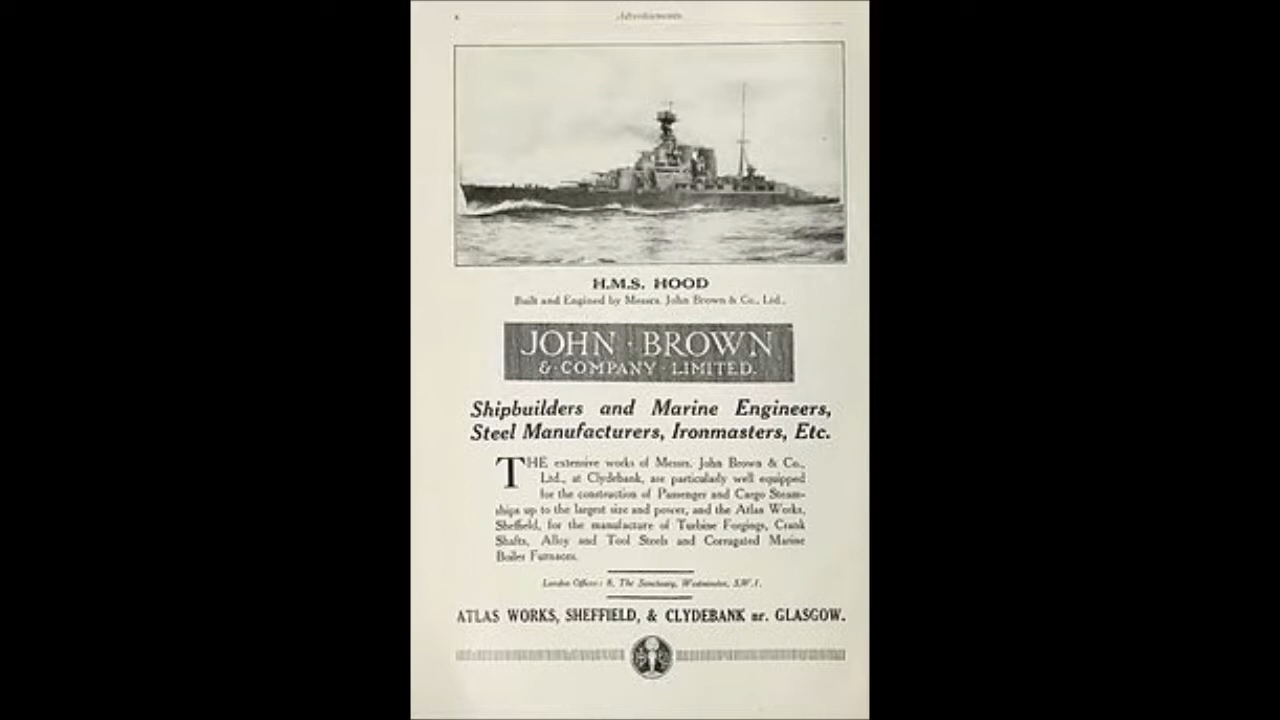 Advertisements.
H.M.S. HOOD
Built and Engined by Messrs. John Brown & Co., Ltd.,
JOHN · BROWN
& · COMPANY · LIMITED.
Shipbuilders and Marine Engineers,
Steel Manufacturers, Ironmasters, Etc.
THE extensive works of Messrs. John Brown & Co.,
Ltd., at Clydebank, are particularly well equipped
for the construction of Passenger and Cargo Steam-
ships up to the largest size and power, and the Atlas Works,
Sheffield, for the manufacture of Turbine Forgings, Crank
Shafts, Alloy and Tool Steels and Corrugated Marine
Boiler Furnaces.
London Office: 8, The Sanctuary, Westminster, S.W.1.
ATLAS WORKS, SHEFFIELD, & CLYDEBANK nr. GLASGOW.